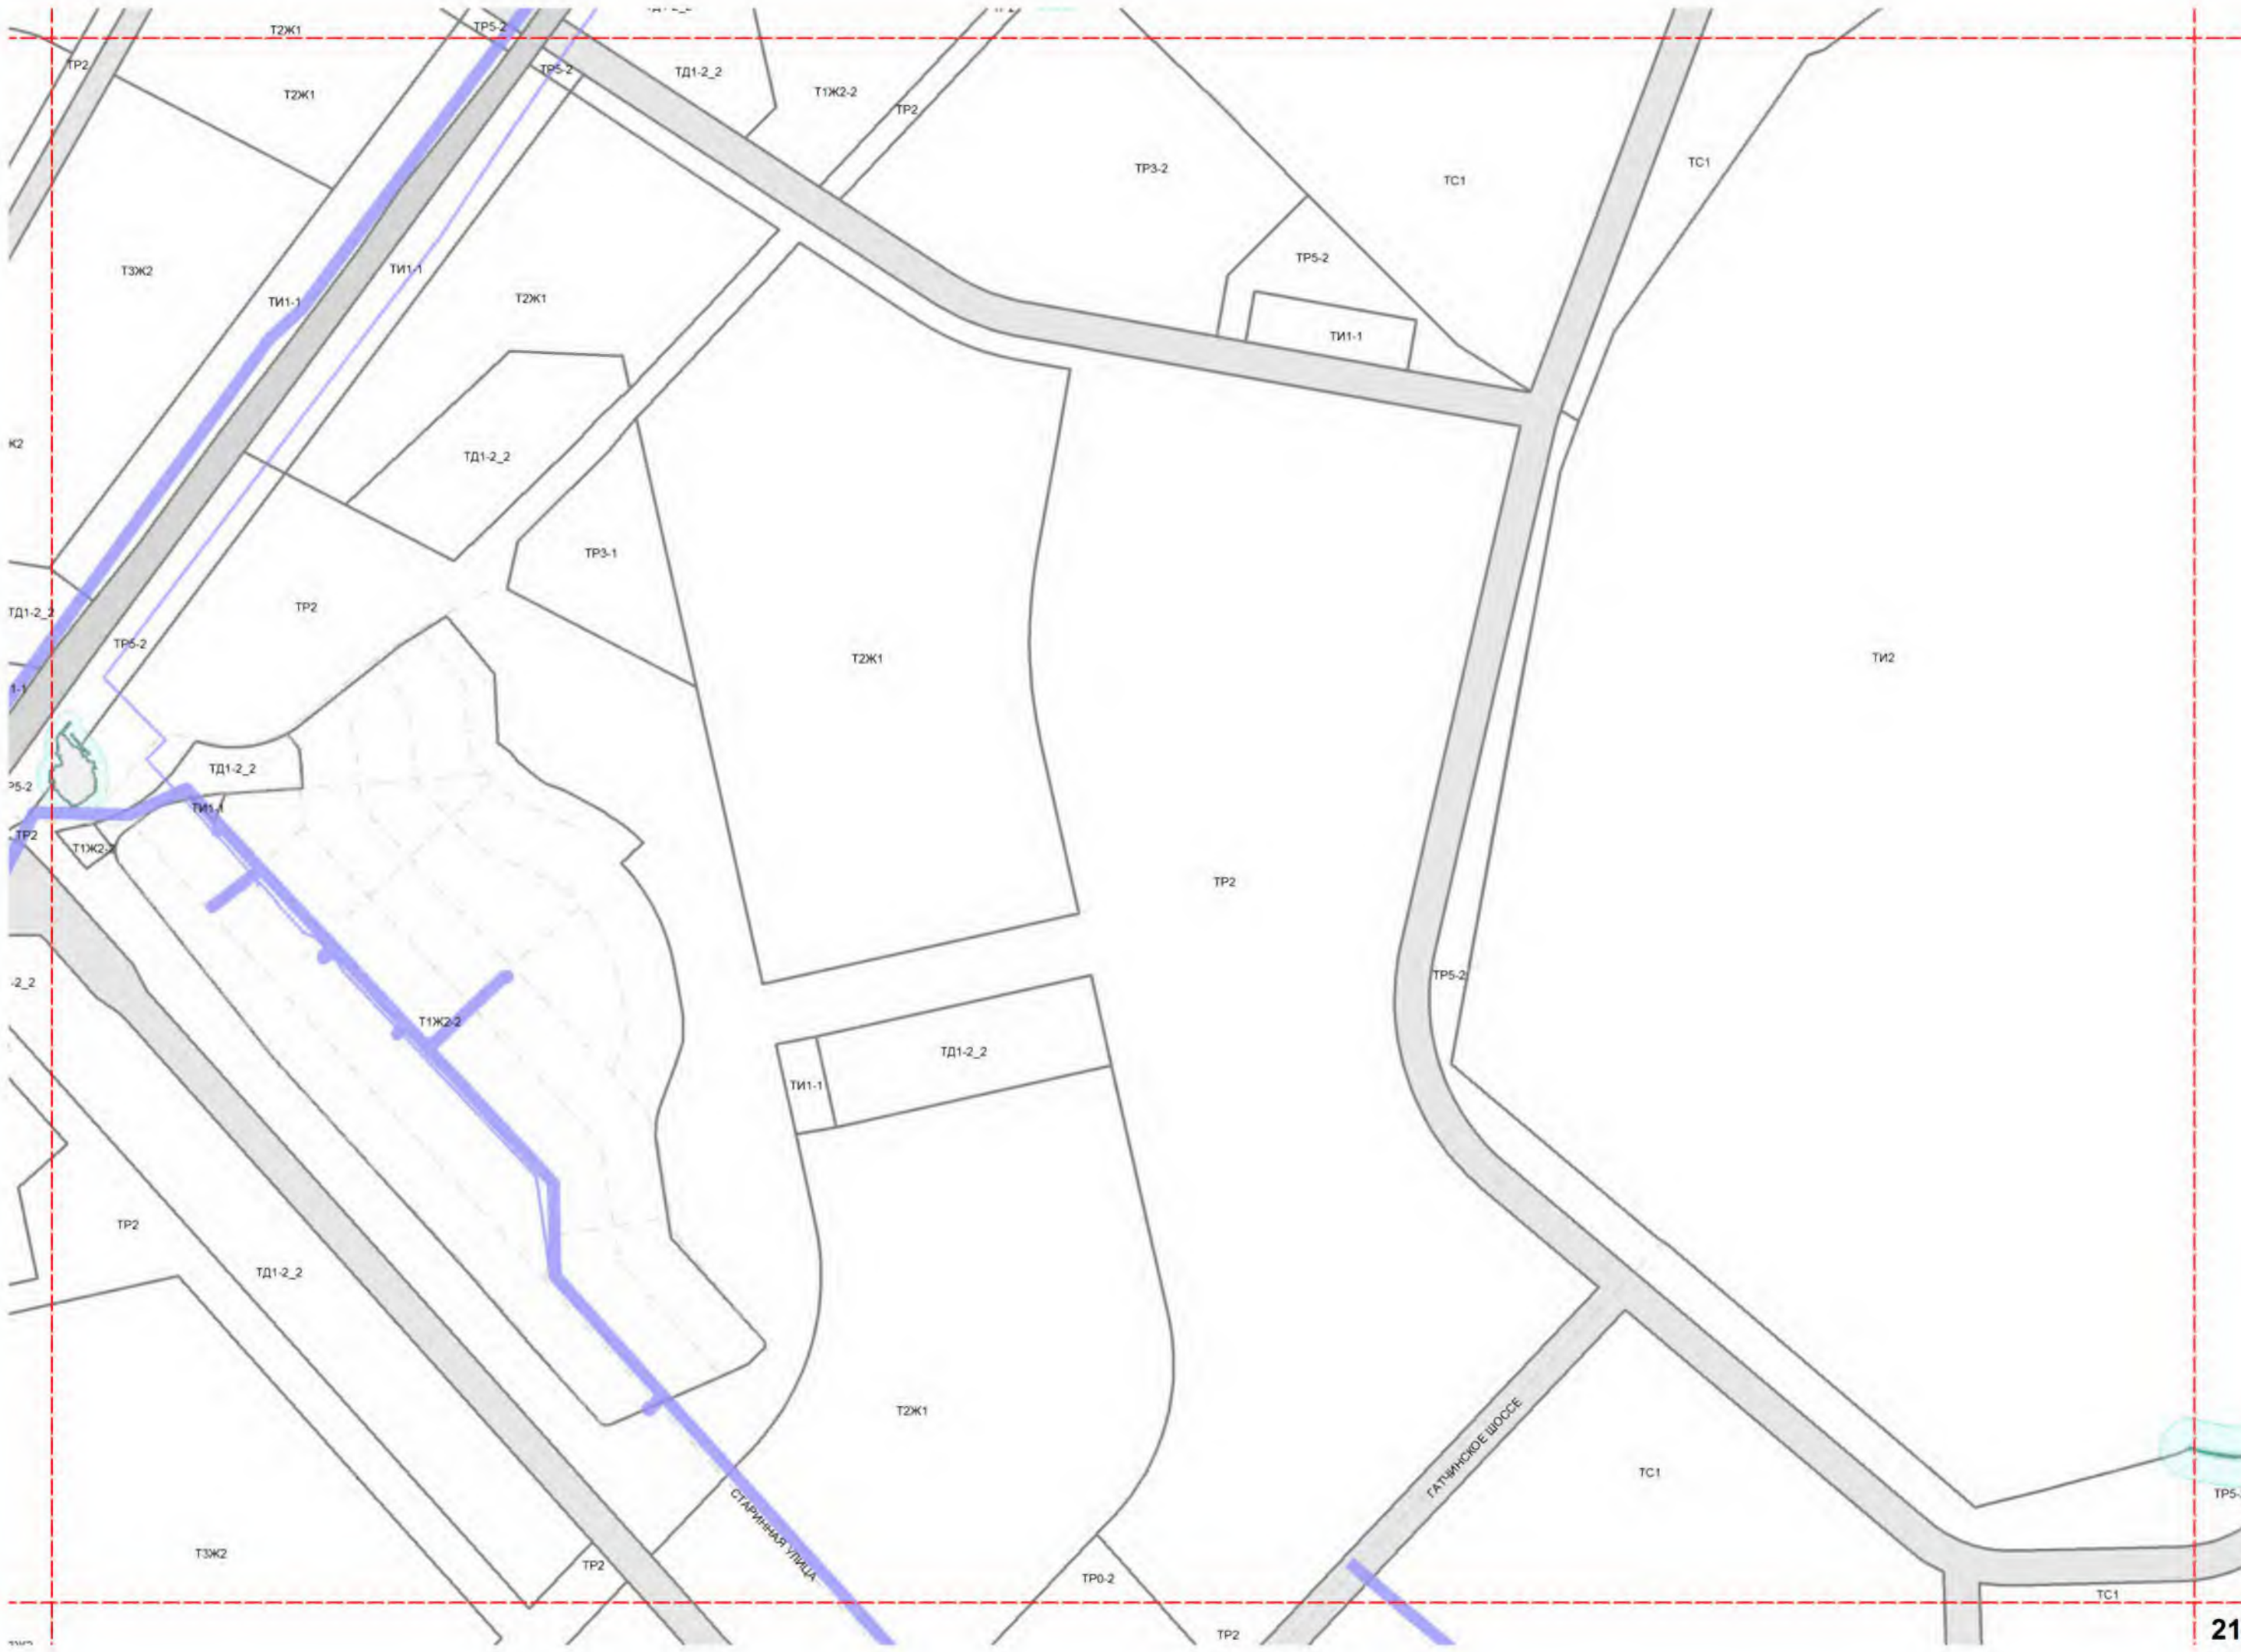 Т2Ж1
ТР5-2
ТР2
ТР5-2
ТД1-2_2
Т1Ж2-2
Т2Ж1
ТР2
ТР3-2
ТС1
ТС1
Т3Ж2
ТИ1-1
ТИ1-1
Т2Ж1
ТР5-2
ТИ1-1
ТД1-2_2
ТР3-1
ТР2
ТД1-2_2
ТР5-2
Т2Ж1
ТИ2
ТД1-2_2
ТИ1-1
ТР2
Т1Ж2-2
ТР2
ТР5-2
-2_2
Т1Ж2-2
ТД1-2_2
ТИ1-1
ТР2
ТД1-2_2
Т2Ж1
ГАТЧИНСКОЕ ШОССЕ
ТС1
СТАРИННАЯ УЛИЦА
Т3Ж2
ТР2
ТР0-2
ТС1
ТР2
21